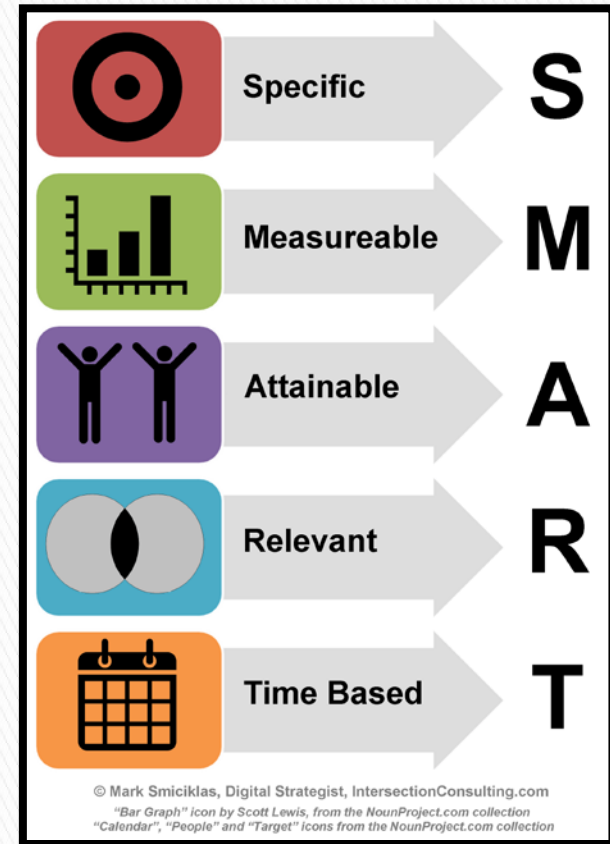 Specific S
Measureable M
Attainable A
Relevant R
Time Based T
© Mark Smiciklas, Digital Strategist, IntersectionConsulting.com
“Bar Graph” icon by Scott Lewis, from the NounProject.com collection
“Calendar”, “People” and “Target” icons from the NounProject.com collection